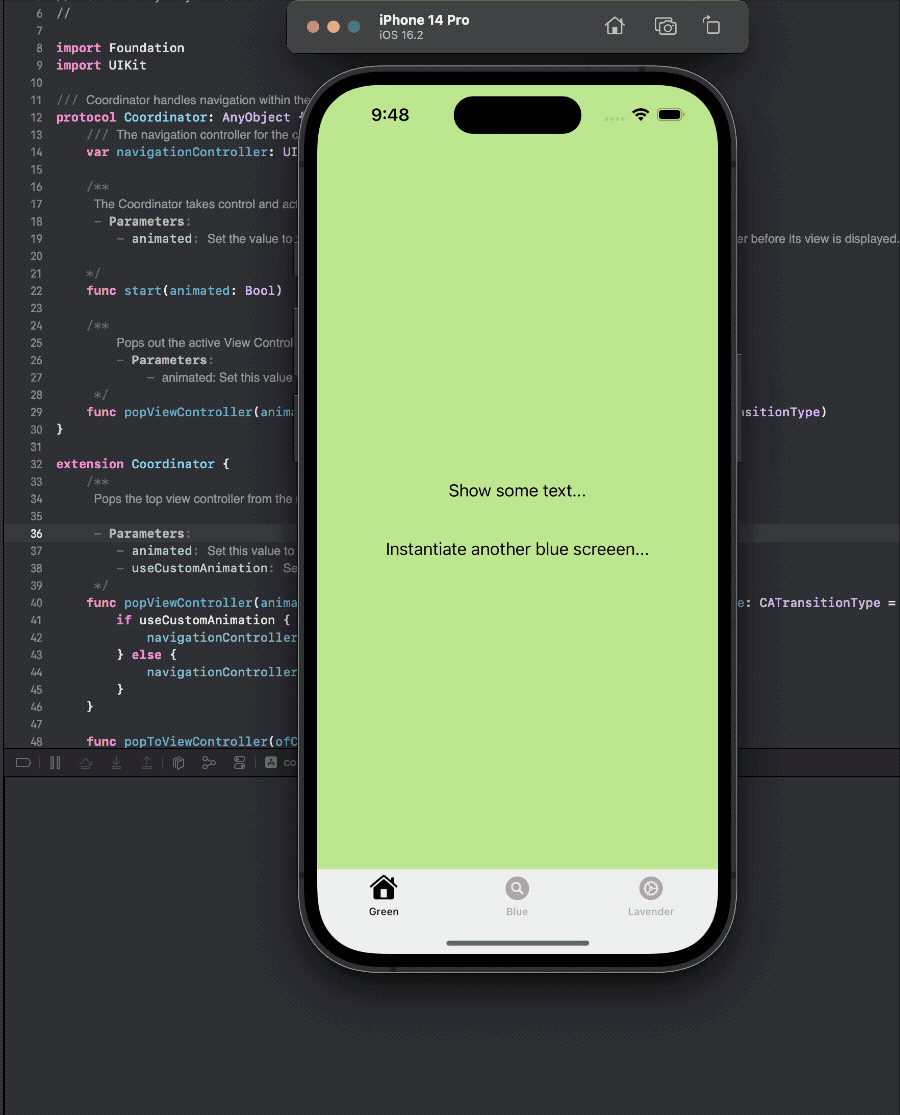 iPhone 14 Pro
iOS 16.2
9:48
Show some text...
Instantiate another blue screeen...
Green
Blue
Lavender
6 //
7
8 import Foundation
9 import UIKit
10
11 /// Coordinator handles navigation within the
12 protocol Coordinator: AnyObject {
13 /// The navigation controller for the
14 var navigationController: UI
15
16 /**
17 The Coordinator takes control and
18 - Parameters:
19 - animated: Set the value to er before its view is displayed.
20
21 */
22 func start(animated: Bool)
23
24 /**
25 Pops out the active View Control
26 - Parameters:
27 - animated: Set this value
28 */
29 func popViewController(anima nsitionType)
30 }
31
32 extension Coordinator {
33 /**
34 Pops the top view controller from the
35
36 - Parameters:
37 - animated: Set this value to
38 - useCustomAnimation: Se
39 */
40 func popViewController(anima e: CATransitionType =
41 if useCustomAnimation {
42 navigationController
43 } else {
44 navigationController
45 }
46 }
47
48 func popToViewController(ofC
co